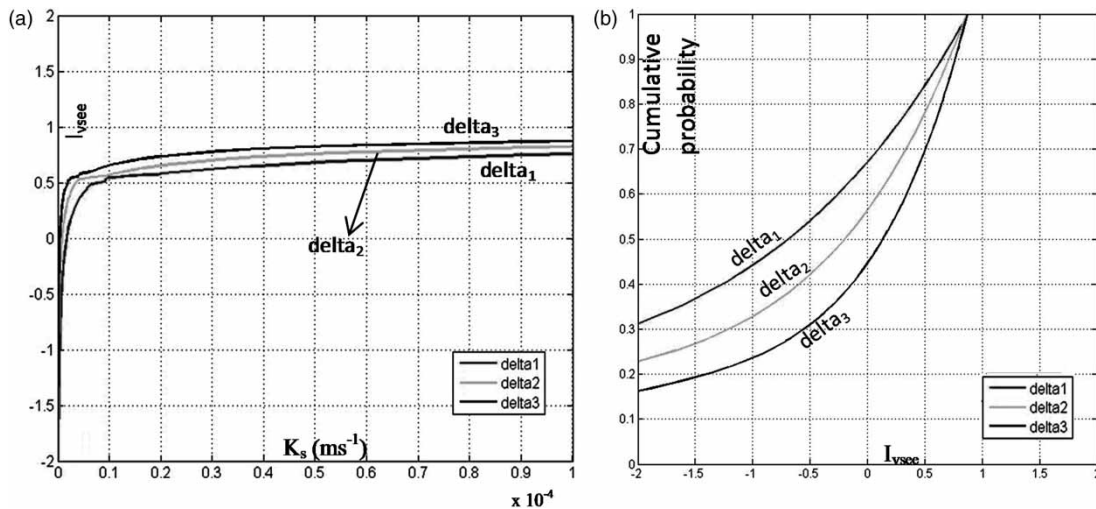 (a)
2
1.5
1
0.5
0
-0.5
-1
-1.5
-2
I_vsee
delta₃
delta₁
delta₂
delta1
delta2
delta3
K_s (ms⁻¹)
0 0.1 0.2 0.3 0.4 0.5 0.6 0.7 0.8 0.9 1
x 10⁻⁴
(b)
1
0.9
0.8
0.7
0.6
0.5
0.4
0.3
0.2
0.1
0
Cumulative
probability
delta₁
delta₂
delta₃
delta1
delta2
delta3
I_vsee
-2 -1.5 -1 -0.5 0 0.5 1 1.5 2